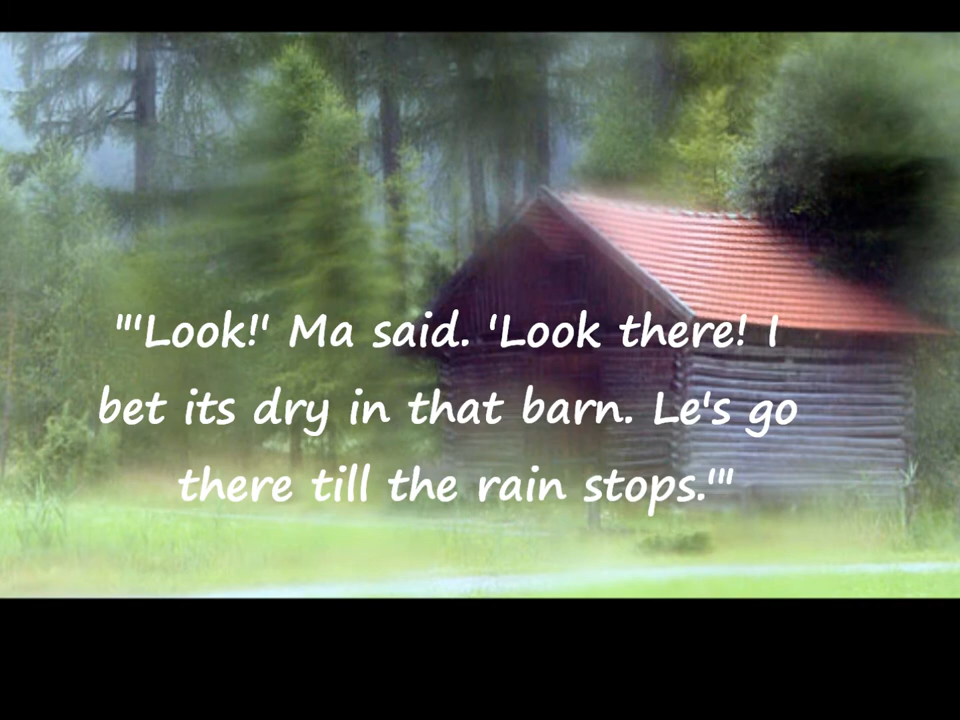 "'Look!' Ma said. 'Look there! I
bet its dry in that barn. Le's go
there till the rain stops.'"